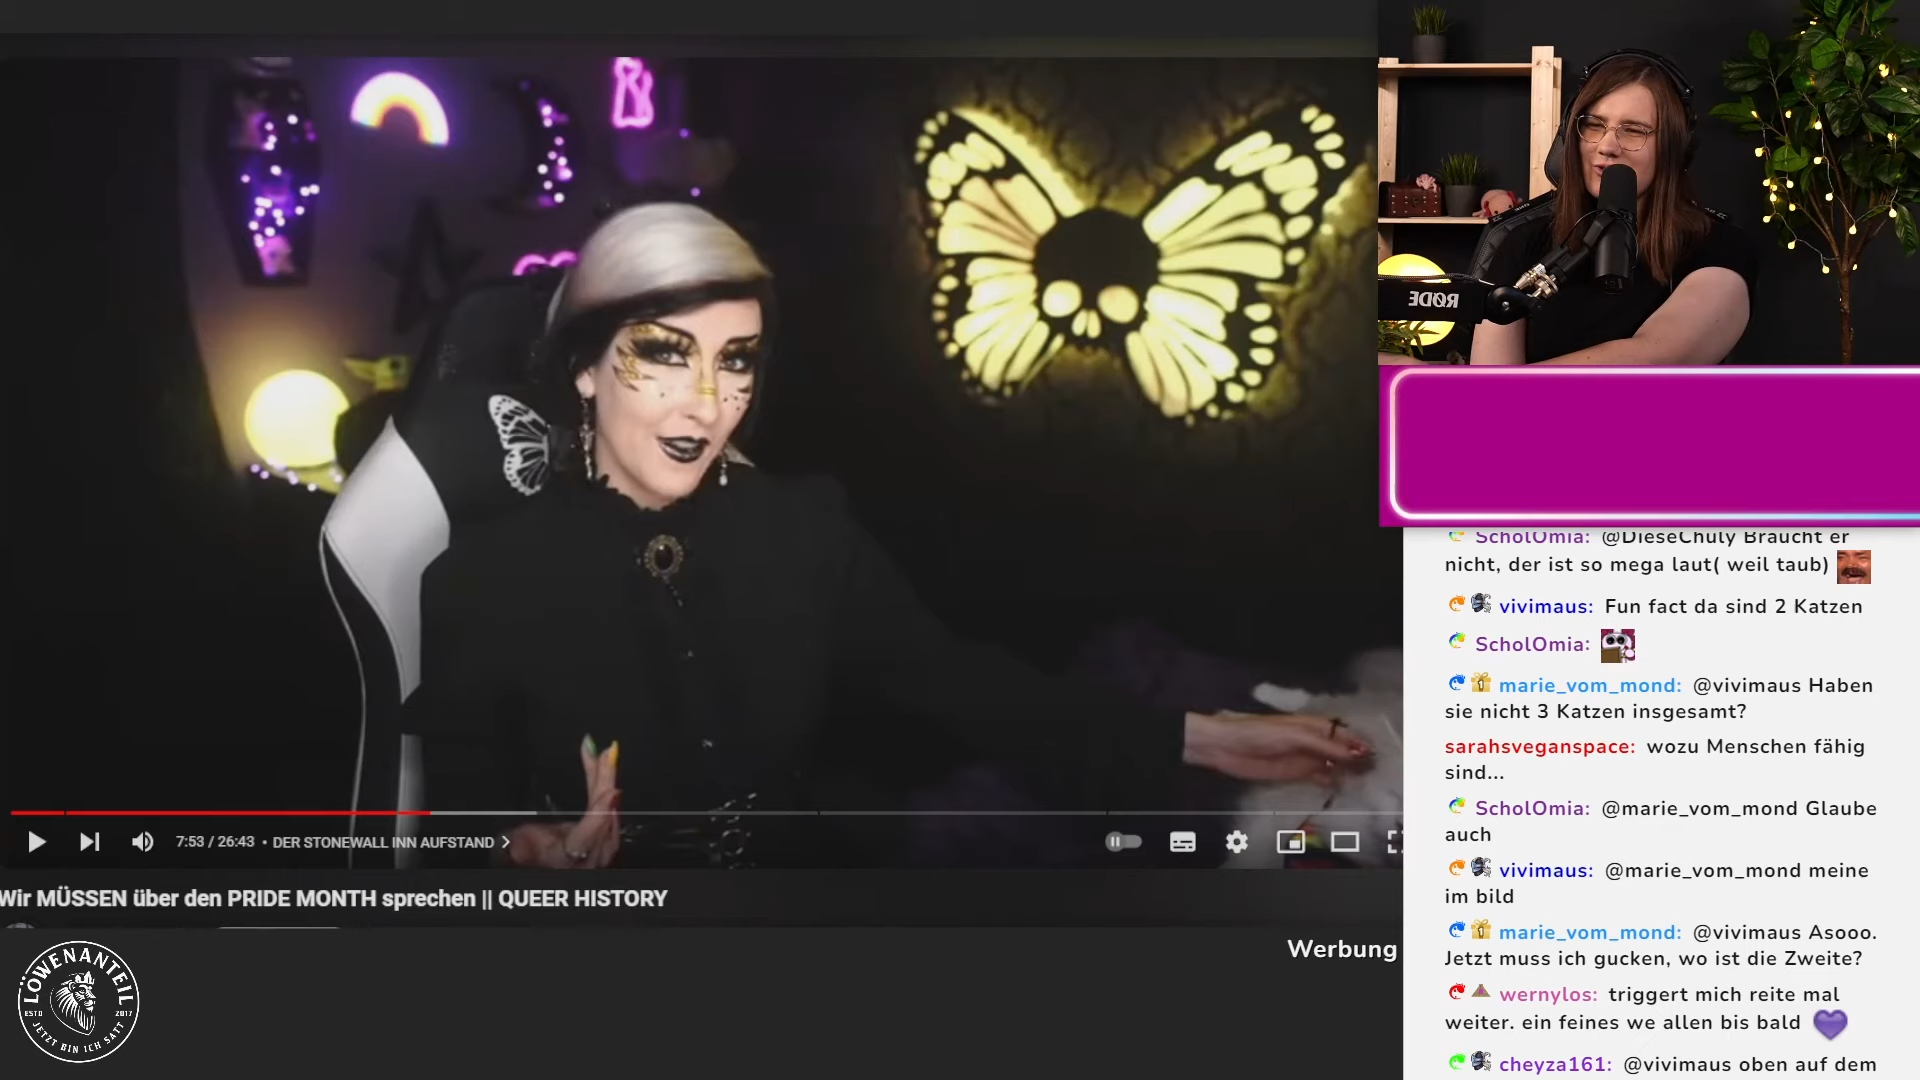 RØDE
7:53 / 26:43 • DER STONEWALL INN AUFSTAND
Wir MÜSSEN über den PRIDE MONTH sprechen || QUEER HISTORY
Werbung
LÖWENANTEIL
ESTD 2017
JETZT BIN ICH SATT
ScholOmia: @DieseChuly Braucht er
nicht, der ist so mega laut( weil taub)
vivimaus: Fun fact da sind 2 Katzen
ScholOmia:
marie_vom_mond: @vivimaus Haben
sie nicht 3 Katzen insgesamt?
sarahsveganspace: wozu Menschen fähig
sind...
ScholOmia: @marie_vom_mond Glaube
auch
vivimaus: @marie_vom_mond meine
im bild
marie_vom_mond: @vivimaus Asooo.
Jetzt muss ich gucken, wo ist die Zweite?
wernylos: triggert mich reite mal
weiter. ein feines we allen bis bald
cheyza161: @vivimaus oben auf dem